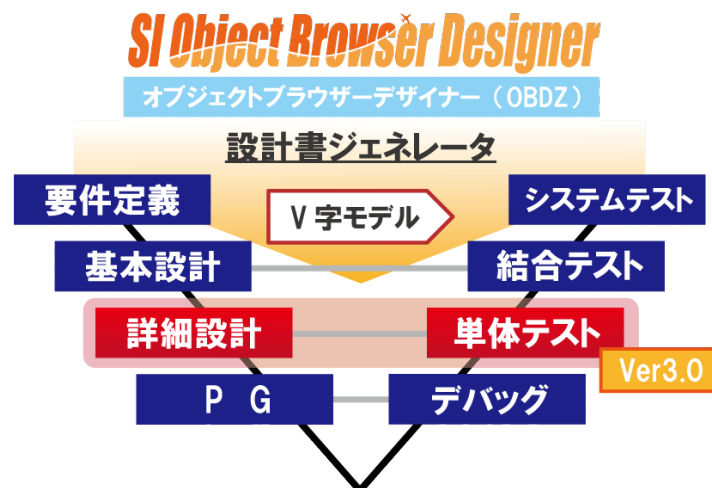 SI Object Browser Designer
オブジェクトブラウザーデザイナー（OBDZ）
設計書ジェネレータ
要件定義
V字モデル
システムテスト
基本設計
結合テスト
詳細設計
単体テスト
Ver3.0
ＰＧ
デバッグ